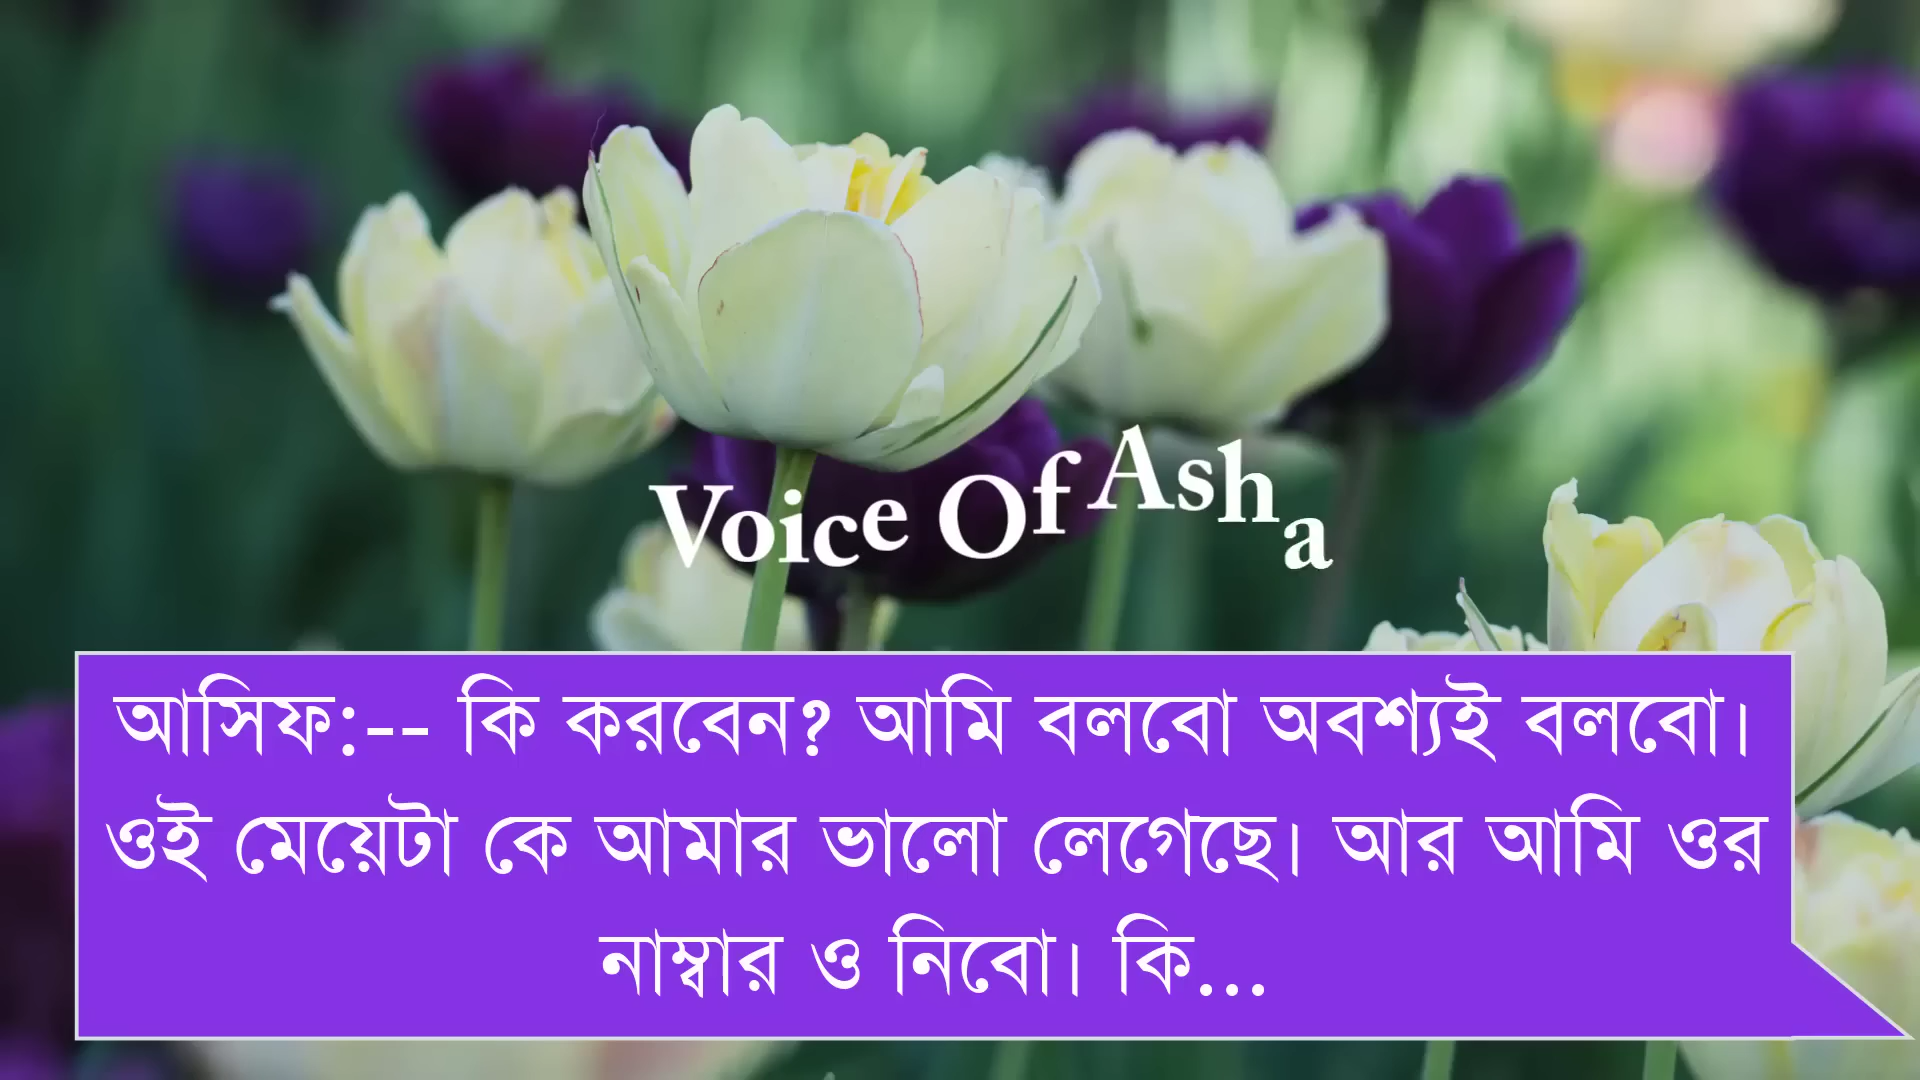 Voice Of Asha
আসিফ:-- কি করবেন? আমি বলবো অবশ্যই বলবো।
ওই মেয়েটা কে আমার ভালো লেগেছে। আর আমি ওর
নাম্বার ও নিবো। কি...